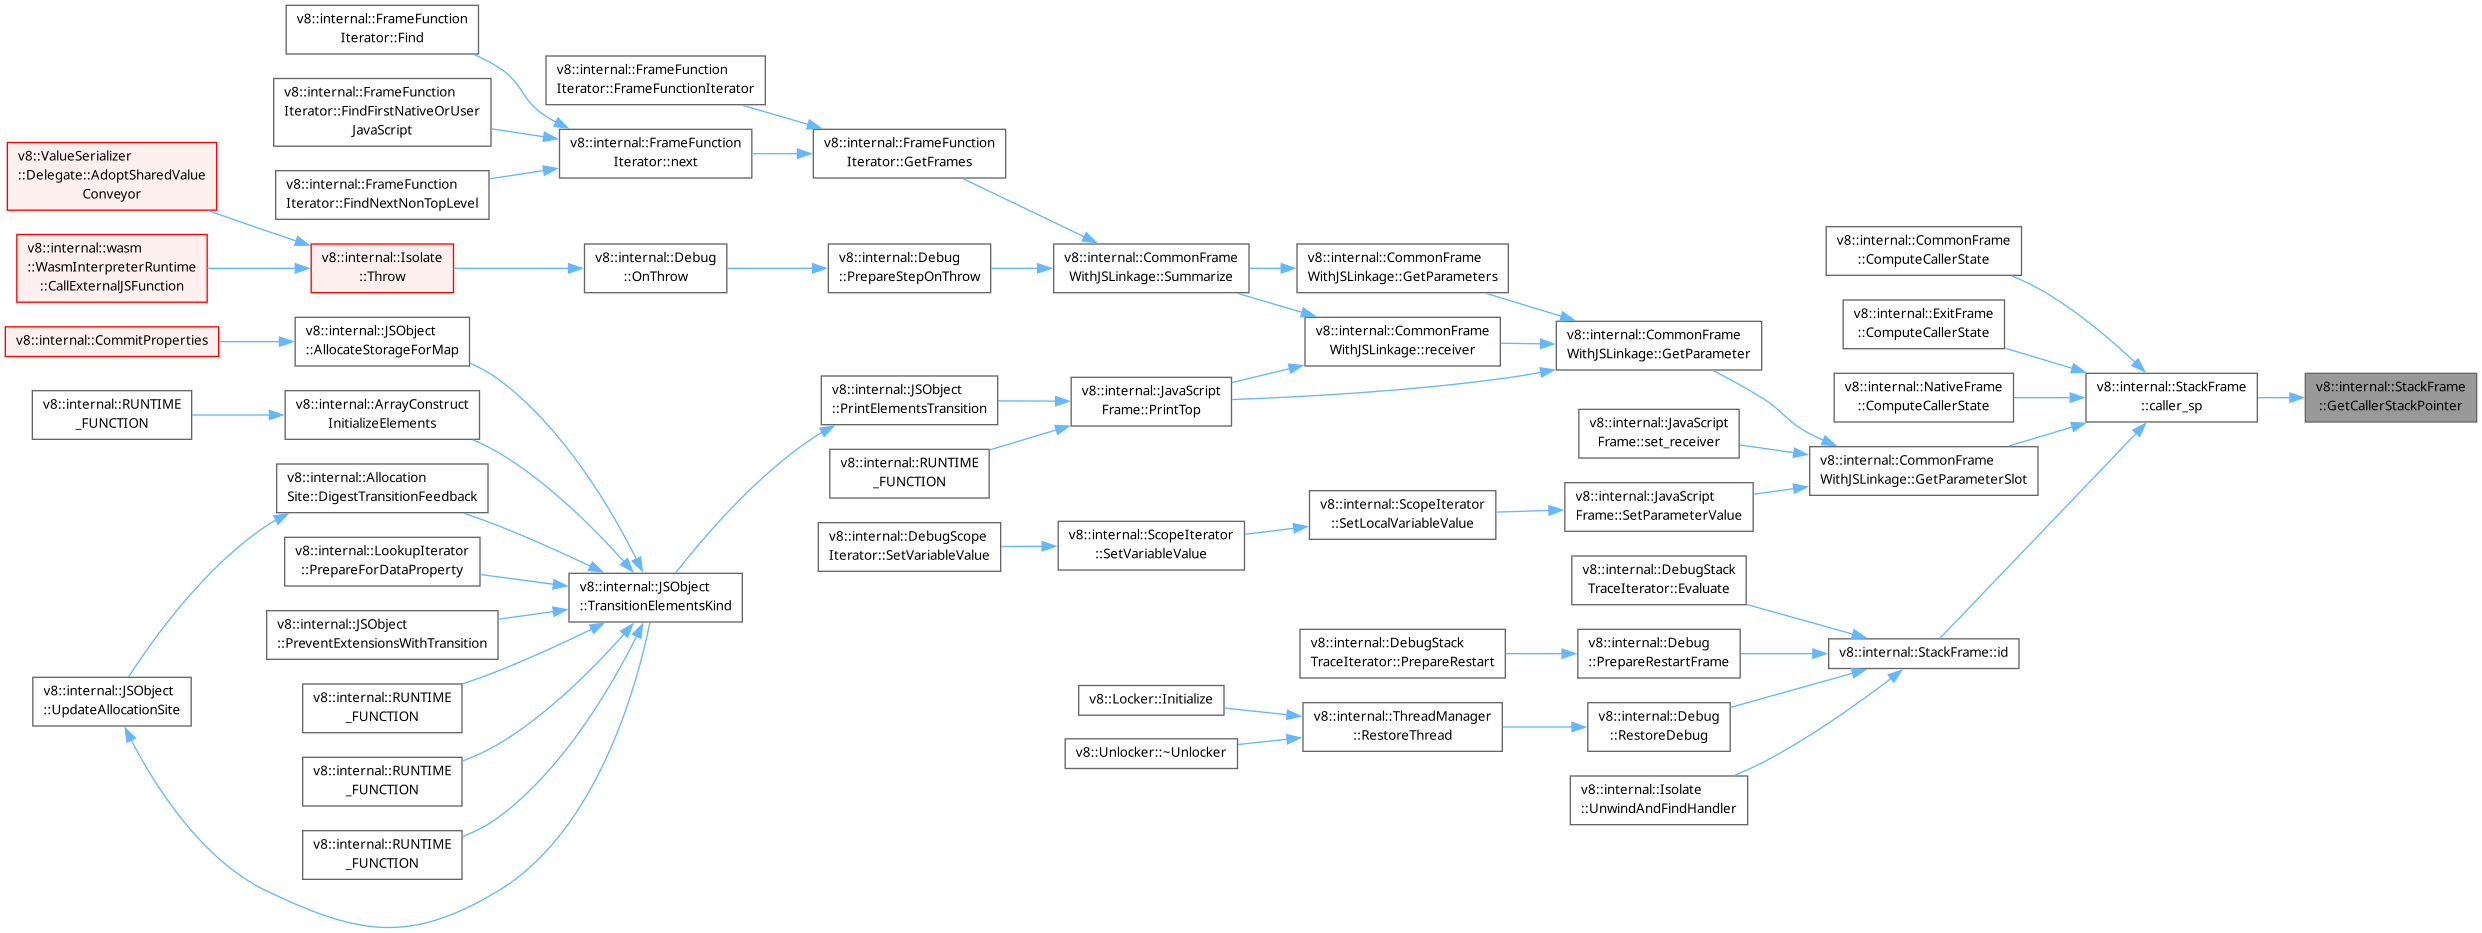 v8::internal::FrameFunction
Iterator::Find
v8::internal::FrameFunction
Iterator::FindFirstNativeOrUser
JavaScript
v8::internal::FrameFunction
Iterator::FindNextNonTopLevel
v8::internal::FrameFunction
Iterator::FrameFunctionIterator
v8::internal::FrameFunction
Iterator::next
v8::internal::FrameFunction
Iterator::GetFrames
v8::ValueSerializer
::Delegate::AdoptSharedValue
Conveyor
v8::internal::wasm
::WasmInterpreterRuntime
::CallExternalJSFunction
v8::internal::Isolate
::Throw
v8::internal::Debug
::OnThrow
v8::internal::Debug
::PrepareStepOnThrow
v8::internal::CommonFrame
WithJSLinkage::Summarize
v8::internal::CommonFrame
WithJSLinkage::GetParameters
v8::internal::CommonFrame
WithJSLinkage::receiver
v8::internal::CommonFrame
WithJSLinkage::GetParameter
v8::internal::CommonFrame
::ComputeCallerState
v8::internal::ExitFrame
::ComputeCallerState
v8::internal::NativeFrame
::ComputeCallerState
v8::internal::StackFrame
::caller_sp
v8::internal::StackFrame
::GetCallerStackPointer
v8::internal::CommitProperties
v8::internal::JSObject
::AllocateStorageForMap
v8::internal::RUNTIME
_FUNCTION
v8::internal::ArrayConstruct
InitializeElements
v8::internal::Allocation
Site::DigestTransitionFeedback
v8::internal::LookupIterator
::PrepareForDataProperty
v8::internal::JSObject
::PreventExtensionsWithTransition
v8::internal::RUNTIME
_FUNCTION
v8::internal::RUNTIME
_FUNCTION
v8::internal::RUNTIME
_FUNCTION
v8::internal::JSObject
::UpdateAllocationSite
v8::internal::JSObject
::TransitionElementsKind
v8::internal::JSObject
::PrintElementsTransition
v8::internal::RUNTIME
_FUNCTION
v8::internal::JavaScript
Frame::PrintTop
v8::internal::DebugScope
Iterator::SetVariableValue
v8::internal::ScopeIterator
::SetVariableValue
v8::internal::ScopeIterator
::SetLocalVariableValue
v8::internal::JavaScript
Frame::set_receiver
v8::internal::JavaScript
Frame::SetParameterValue
v8::internal::CommonFrame
WithJSLinkage::GetParameterSlot
v8::internal::DebugStack
TraceIterator::Evaluate
v8::internal::DebugStack
TraceIterator::PrepareRestart
v8::internal::Debug
::PrepareRestartFrame
v8::internal::StackFrame::id
v8::Locker::Initialize
v8::Unlocker::~Unlocker
v8::internal::ThreadManager
::RestoreThread
v8::internal::Debug
::RestoreDebug
v8::internal::Isolate
::UnwindAndFindHandler